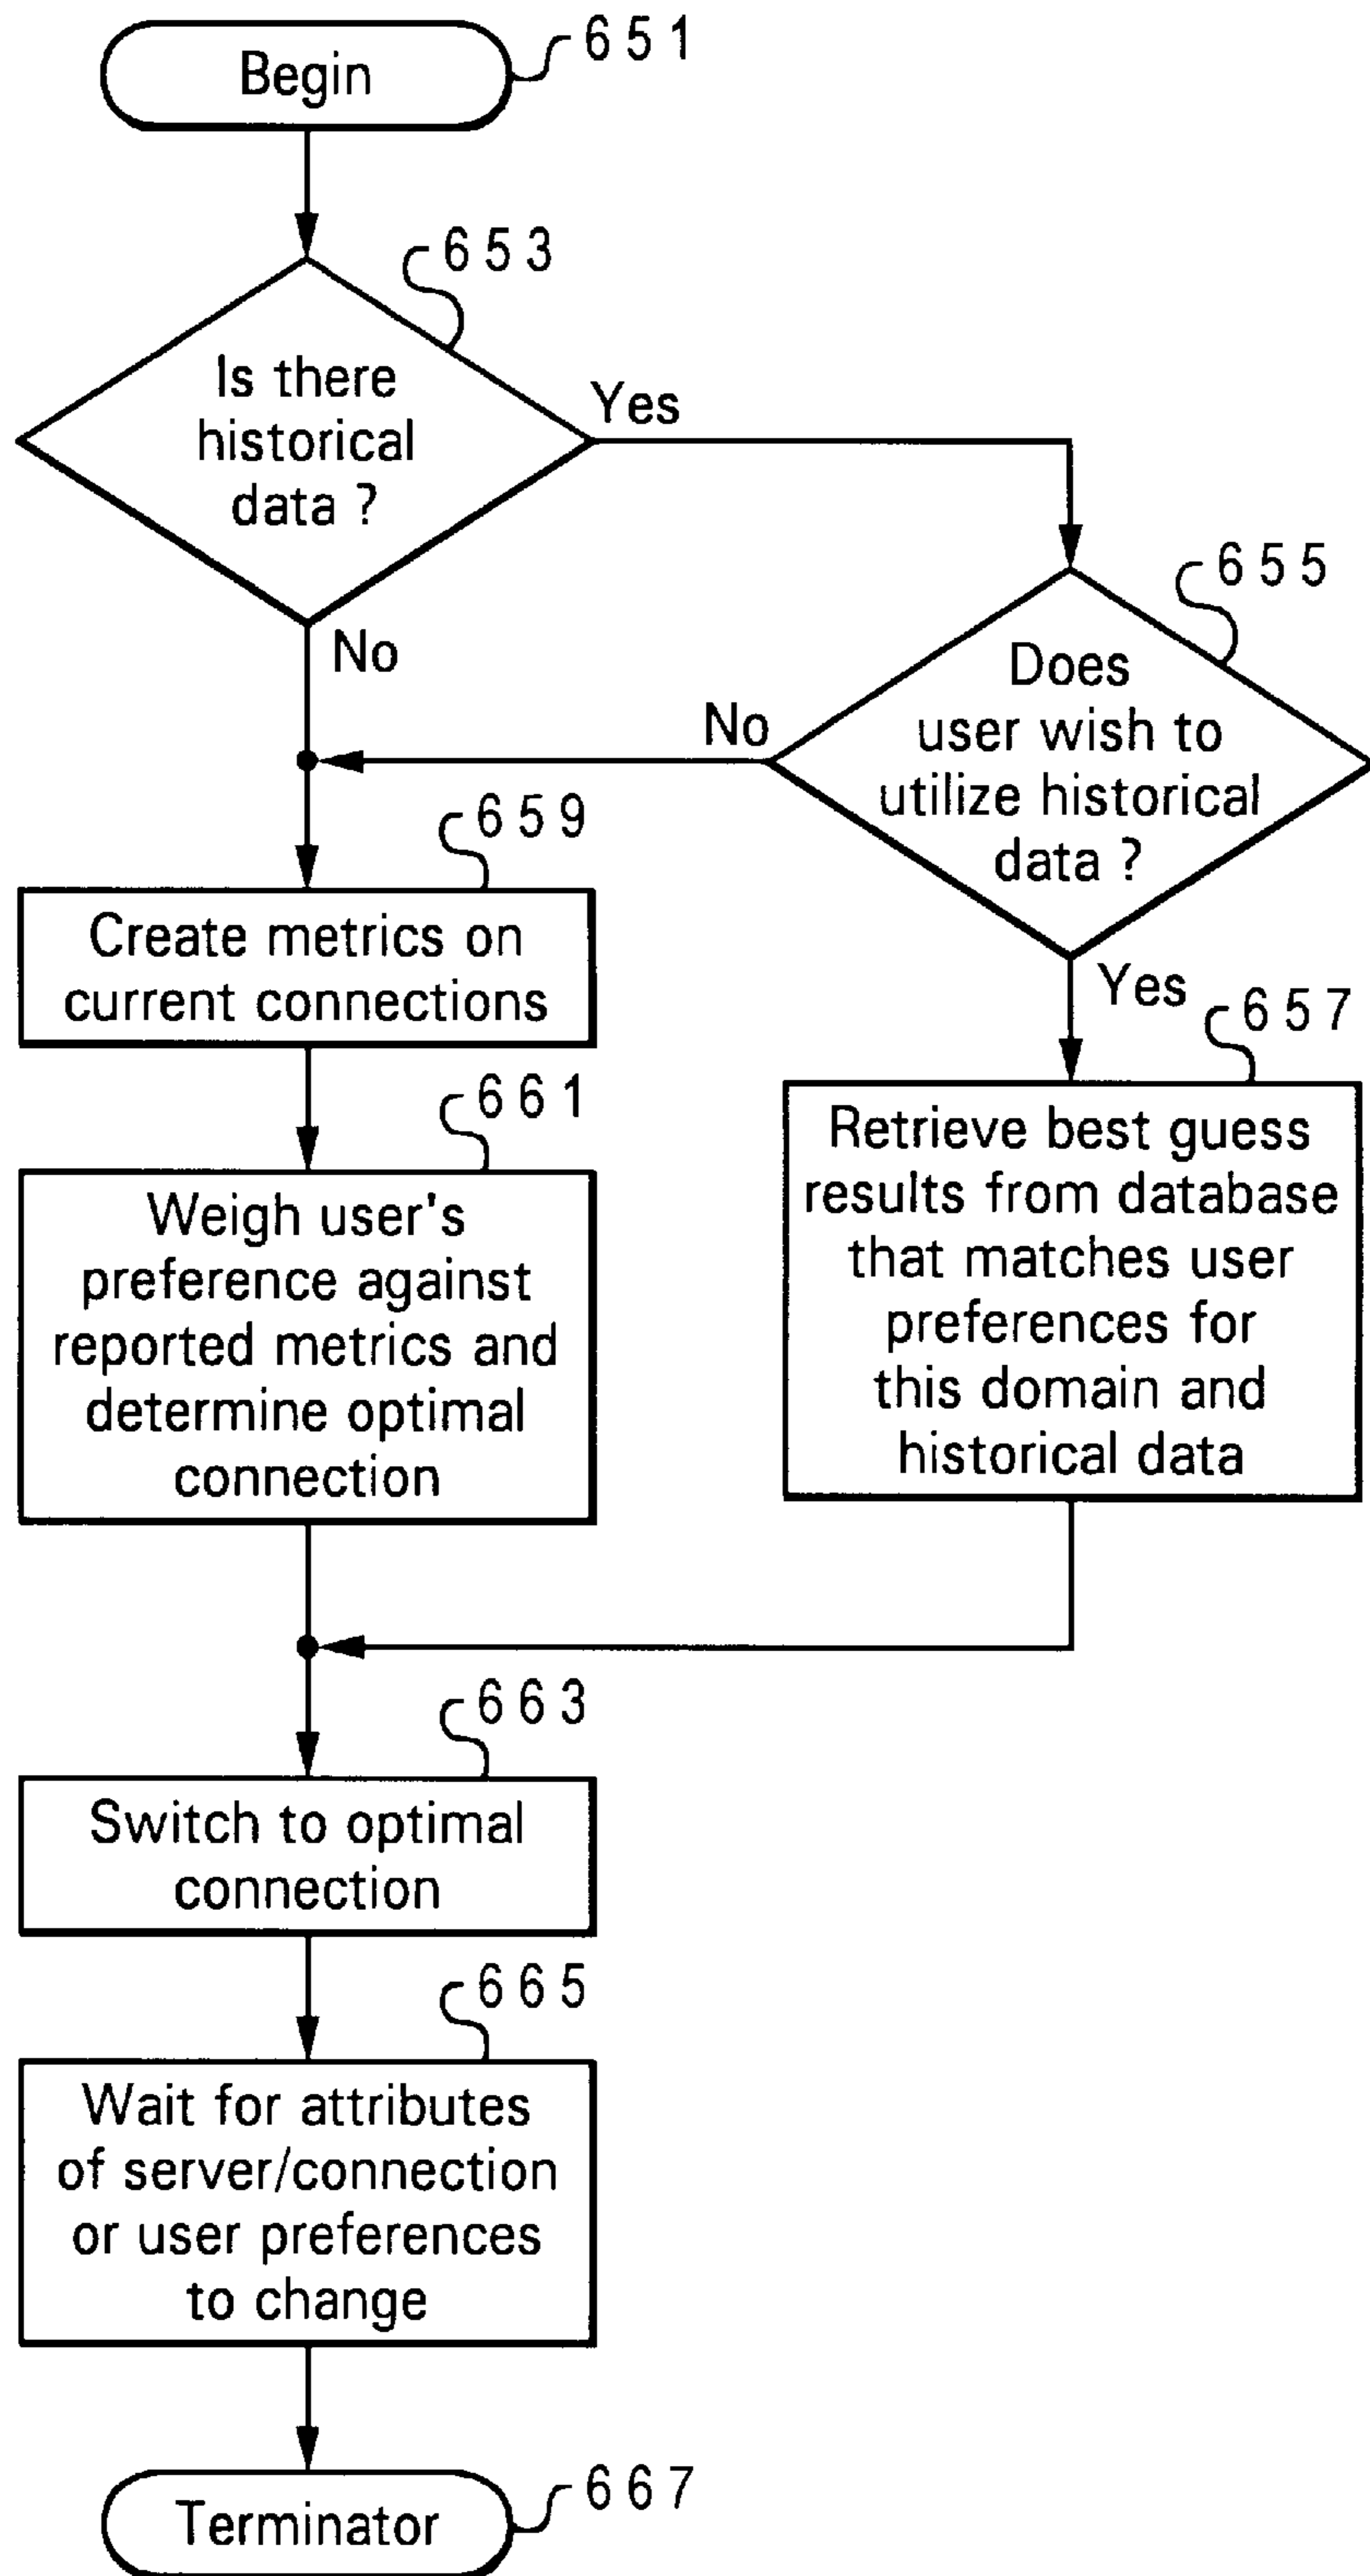 Begin
651
653
Is there
historical
data ?
Yes
No
655
Does
user wish to
utilize historical
data ?
No
Yes
659
Create metrics on
current connections
657
Retrieve best guess
results from database
that matches user
preferences for
this domain and
historical data
661
Weigh user's
preference against
reported metrics and
determine optimal
connection
663
Switch to optimal
connection
665
Wait for attributes
of server/connection
or user preferences
to change
Terminator
667